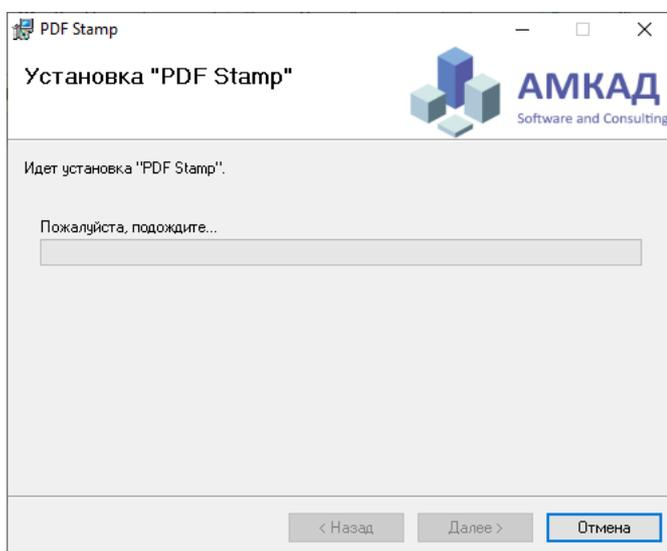 PDF Stamp
Установка "PDF Stamp"
АМКАД
Software and Consulting
Идет установка "PDF Stamp".
Пожалуйста, подождите...
< Назад
Далее >
Отмена